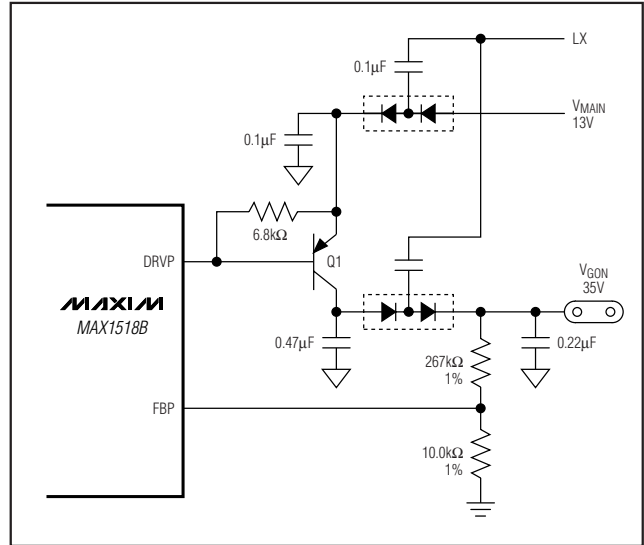 LX
0.1µF
VMAIN
13V
0.1µF
6.8kΩ
DRVP
Q1
MAXIM
MAX1518B
VGON
35V
0.47µF
0.22µF
267kΩ
1%
FBP
10.0kΩ
1%